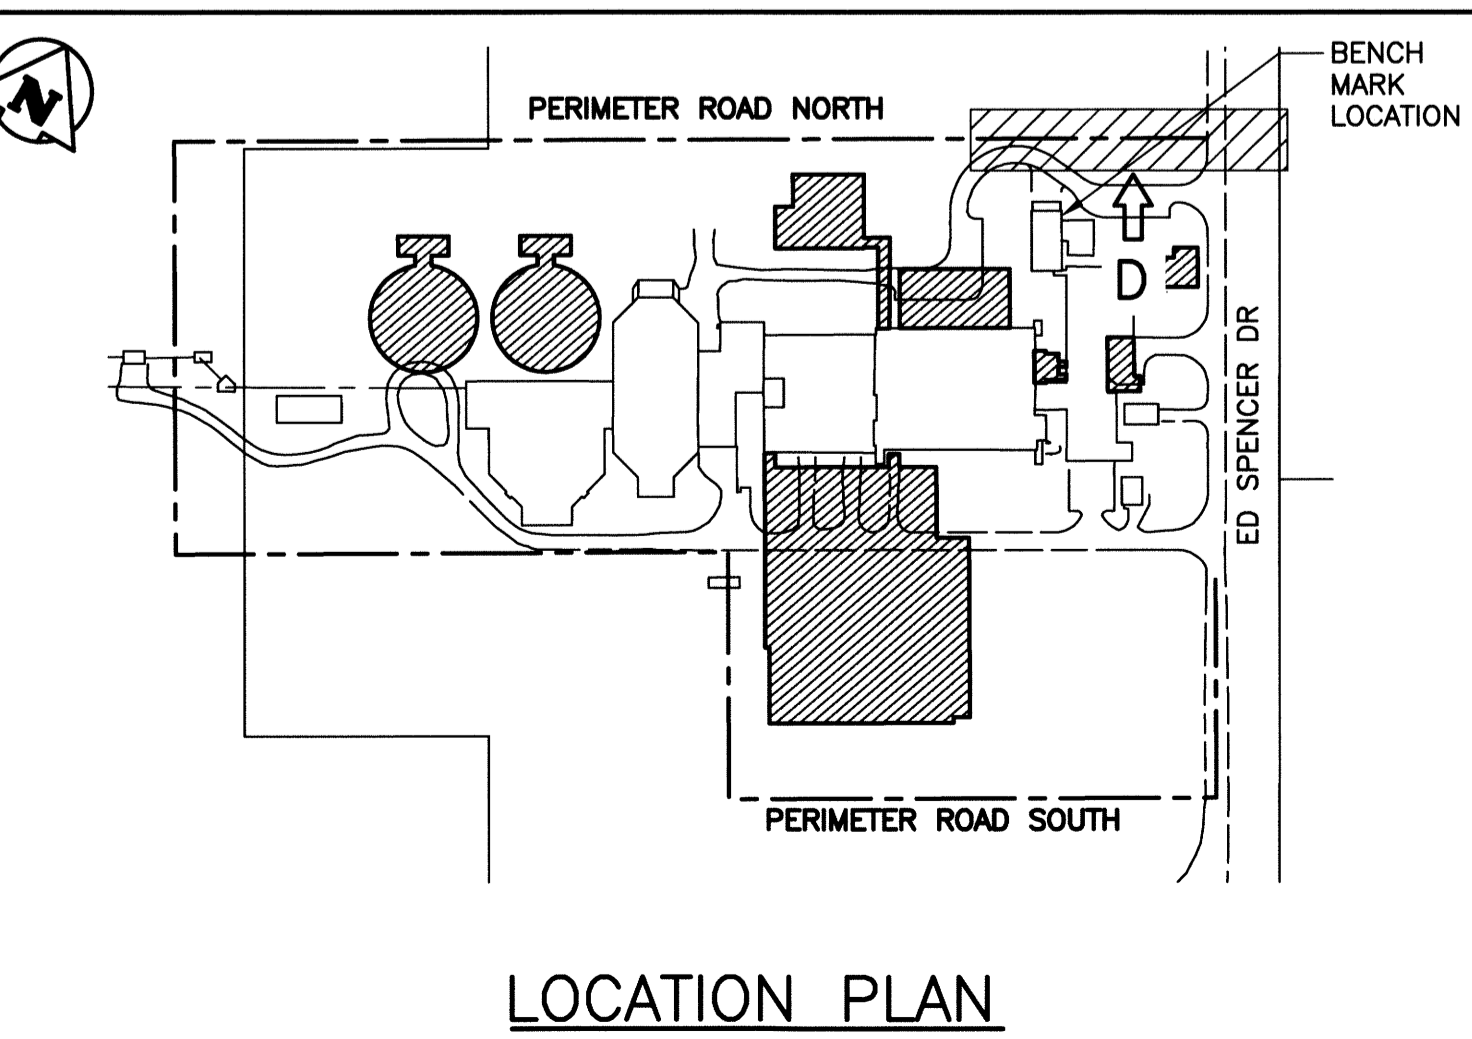 BENCH
MARK
LOCATION
PERIMETER ROAD NORTH
N
D
ED SPENCER DR
PERIMETER ROAD SOUTH
LOCATION PLAN